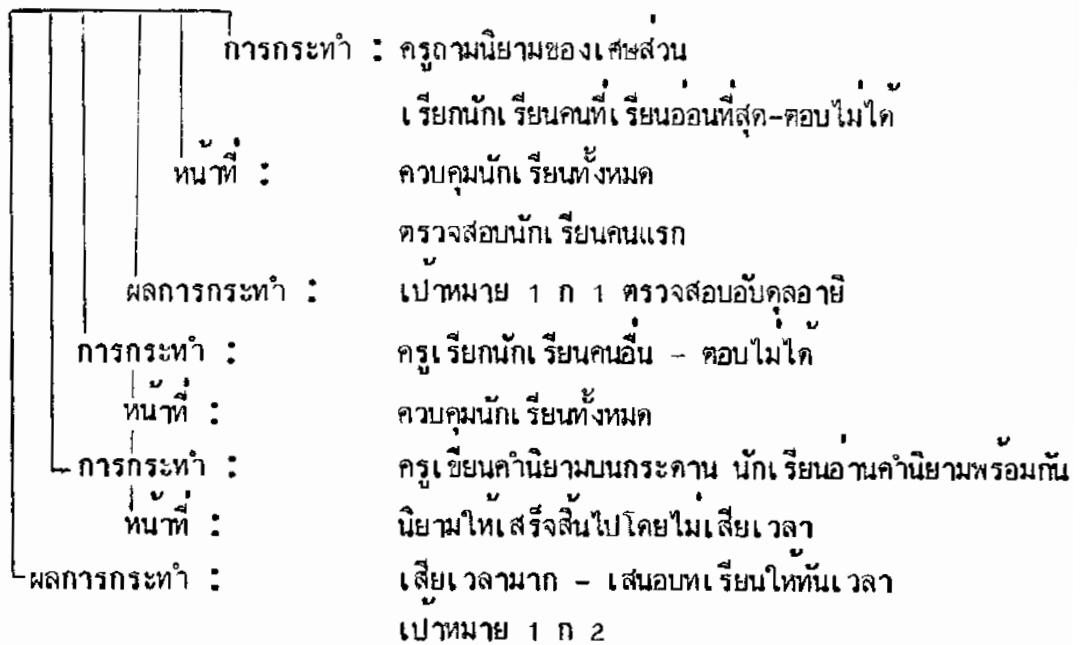 การกระทำ : ครูถามนิยามของเศษส่วน
เรียกนักเรียนคนที่เรียนอ่อนที่สุด-ตอบไม่ได้
หน้าที่ : ควบคุมนักเรียนทั้งหมด
ตรวจสอบนักเรียนคนแรก
ผลการกระทำ : เป้าหมาย 1 ก 1 ตรวจสอบอับดุลอายิ
การกระทำ : ครูเรียกนักเรียนคนอื่น - ตอบไม่ได้
หน้าที่ : ควบคุมนักเรียนทั้งหมด
การกระทำ : ครูเขียนคำนิยามบนกระดาน นักเรียนอ่านคำนิยามพร้อมกัน
หน้าที่ : นิยามให้เสร็จสิ้นไปโดยไม่เสียเวลา
ผลการกระทำ : เสียเวลามาก - เสนอบทเรียนให้ทันเวลา
เป้าหมาย 1 ก 2